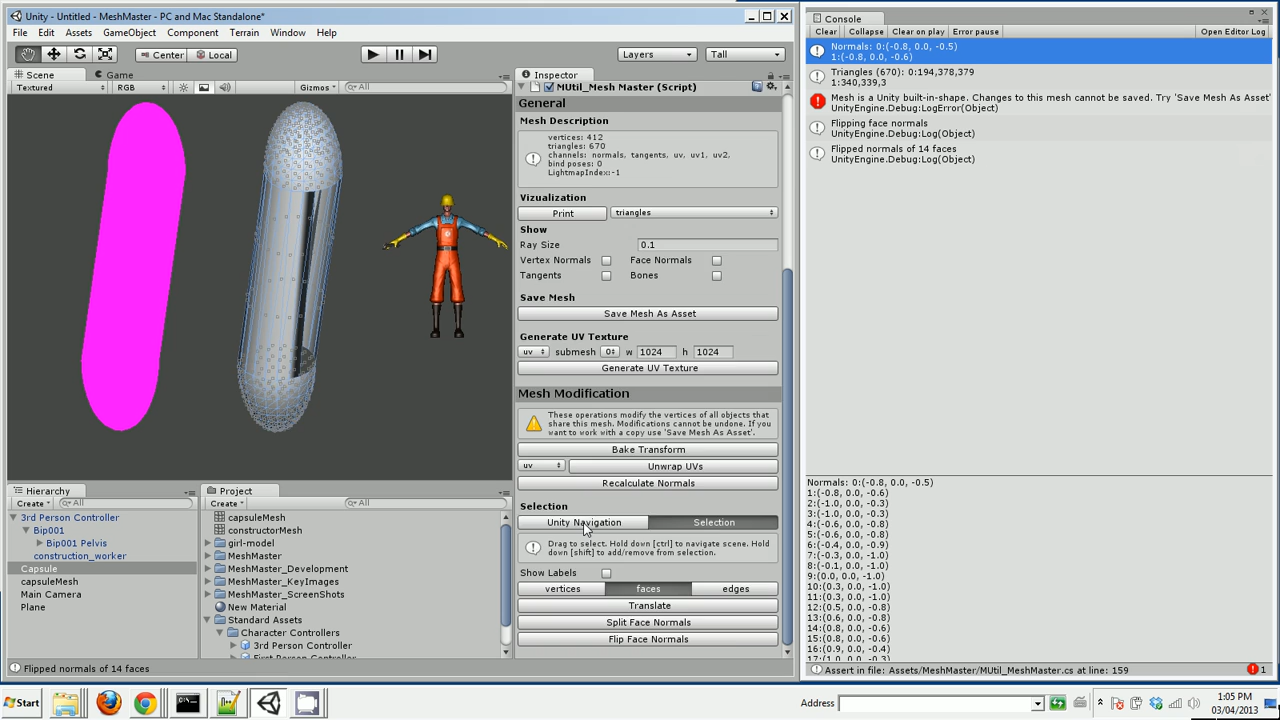 Unity - Untitled - MeshMaster - PC and Mac Standalone*
File Edit Assets GameObject Component Terrain Window Help
Center Local
Layers Tall
Scene Game
Textured RGB Gizmos All
Inspector
MUtil_Mesh Master (Script)
General
Mesh Description
vertices: 412
triangles: 670
channels: normals, tangents, uv, uv1, uv2,
bind poses: 0
LightmapIndex:-1
Vizualization
Print triangles
Show
Ray Size 0.1
Vertex Normals Face Normals
Tangents Bones
Save Mesh
Save Mesh As Asset
Generate UV Texture
uv submesh 0 w 1024 h 1024
Generate UV Texture
Mesh Modification
These operations modify the vertices of all objects that
share this mesh. Modifications cannot be undone. If you
want to work with a copy use 'Save Mesh As Asset'.
Bake Transform
uv Unwrap UVs
Recalculate Normals
Selection
Unity Navigation Selection
Drag to select. Hold down [ctrl] to navigate scene. Hold
down [shift] to add/remove from selection.
Show Labels
vertices faces edges
Translate
Split Face Normals
Flip Face Normals
Hierarchy
Create All
3rd Person Controller
Bip001
Bip001 Pelvis
construction_worker
Capsule
capsuleMesh
Main Camera
Plane
Project
Create All
capsuleMesh
constructorMesh
girl-model
MeshMaster
MeshMaster_Development
MeshMaster_KeyImages
MeshMaster_ScreenShots
New Material
Standard Assets
Character Controllers
3rd Person Controller
First Person Controller
Flipped normals of 14 faces
Console
Clear Collapse Clear on play Error pause Open Editor Log
Normals: 0:(-0.8, 0.0, -0.5)
1:(-0.8, 0.0, -0.6)
Triangles (670): 0:194,378,379
1:340,339,3
Mesh is a Unity built-in-shape. Changes to this mesh cannot be saved. Try 'Save Mesh As Asset'
UnityEngine.Debug:LogError(Object)
Flipping face normals
UnityEngine.Debug:Log(Object)
Flipped normals of 14 faces
UnityEngine.Debug:Log(Object)
Normals: 0:(-0.8, 0.0, -0.5)
1:(-0.8, 0.0, -0.6)
2:(-1.0, 0.0, -0.3)
3:(-1.0, 0.0, -0.3)
4:(-0.6, 0.0, -0.8)
5:(-0.6, 0.0, -0.8)
6:(-0.4, 0.0, -0.9)
7:(-0.3, 0.0, -1.0)
8:(-0.1, 0.0, -1.0)
9:(0.0, 0.0, -1.0)
10:(0.3, 0.0, -1.0)
11:(0.3, 0.0, -1.0)
12:(0.5, 0.0, -0.8)
13:(0.6, 0.0, -0.8)
14:(0.8, 0.0, -0.6)
15:(0.8, 0.0, -0.6)
16:(0.9, 0.0, -0.4)
17:(1.0, 0.0, -0.3)
Assert in file: Assets/MeshMaster/MUtil_MeshMaster.cs at line: 159 1
Start
Address
1:05 PM
03/04/2013